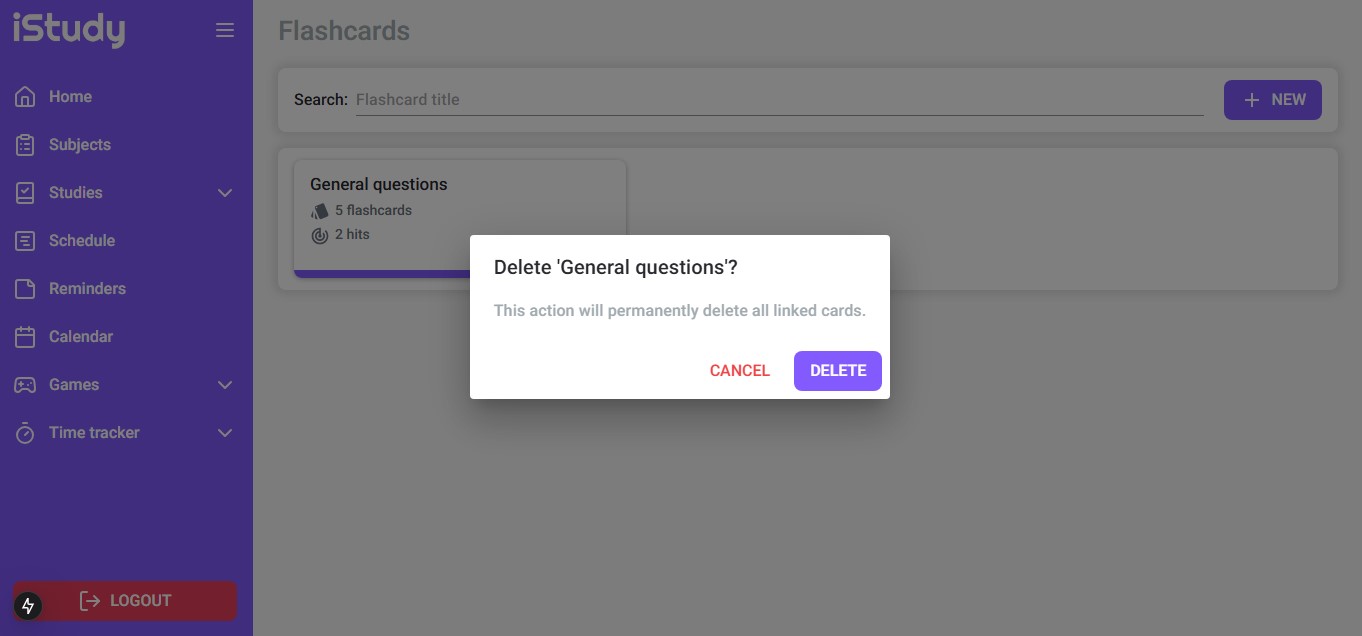 iStudy
Home
Subjects
Studies
Schedule
Reminders
Calendar
Games
Time tracker
LOGOUT
Flashcards
Search: Flashcard title
NEW
General questions
5 flashcards
2 hits
Delete 'General questions'?
This action will permanently delete all linked cards.
CANCEL
DELETE